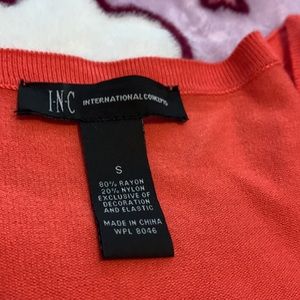 I·N·C INTERNATIONAL CONCEPTS
S
80% RAYON
20% NYLON
EXCLUSIVE OF
DECORATION
AND ELASTIC
MADE IN CHINA
WPL 8046